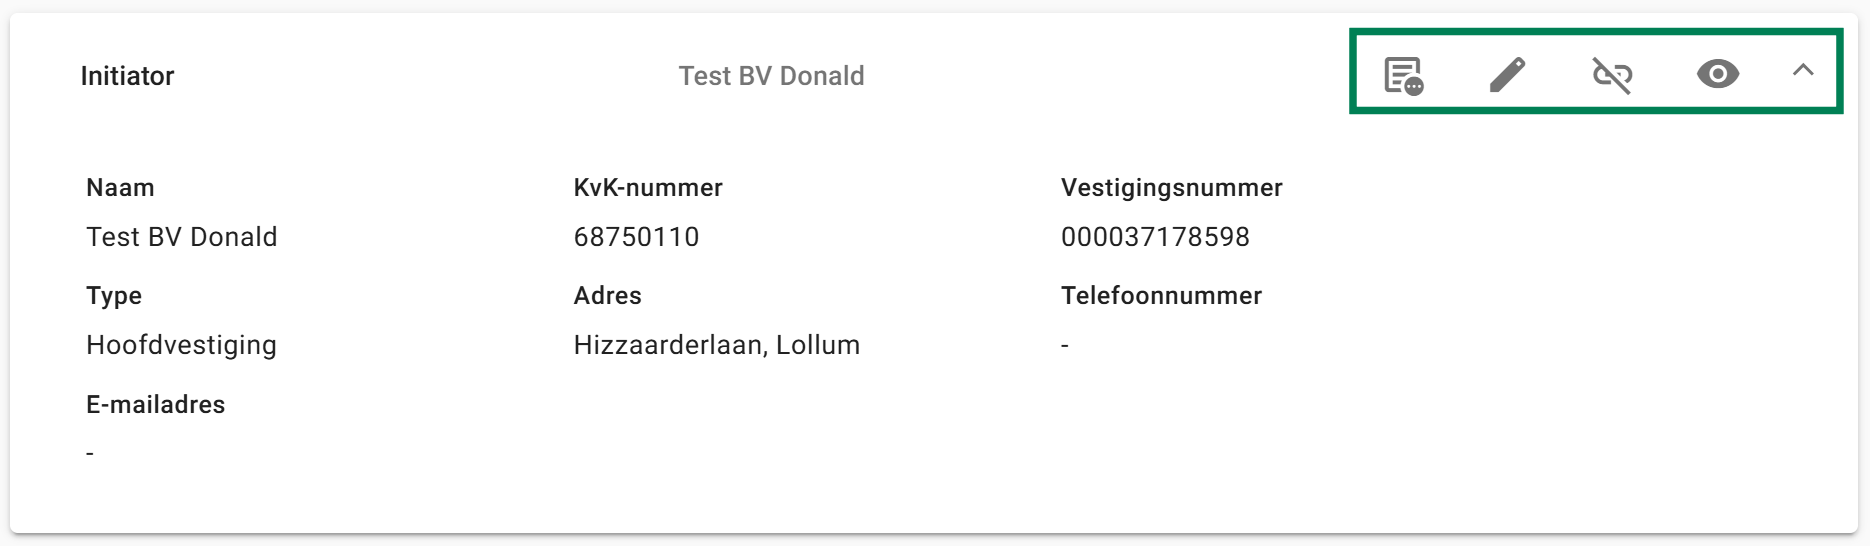 Initiator Test BV Donald
Naam KvK-nummer Vestigingsnummer
Test BV Donald 68750110 000037178598
Type Adres Telefoonnummer
Hoofdvestiging Hizzaarderlaan, Lollum -
E-mailadres
-